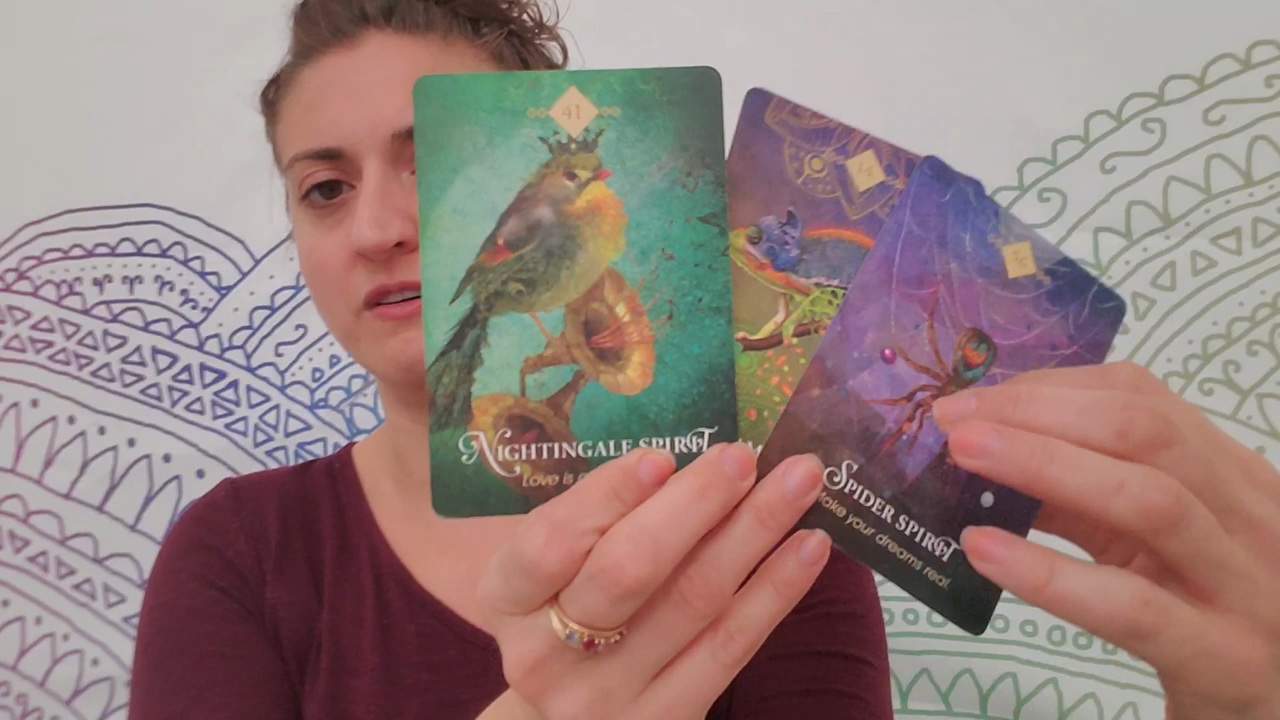 41
NIGHTINGALE SPIRIT
Love is
SPIDER SPIRIT
Make your dreams real.